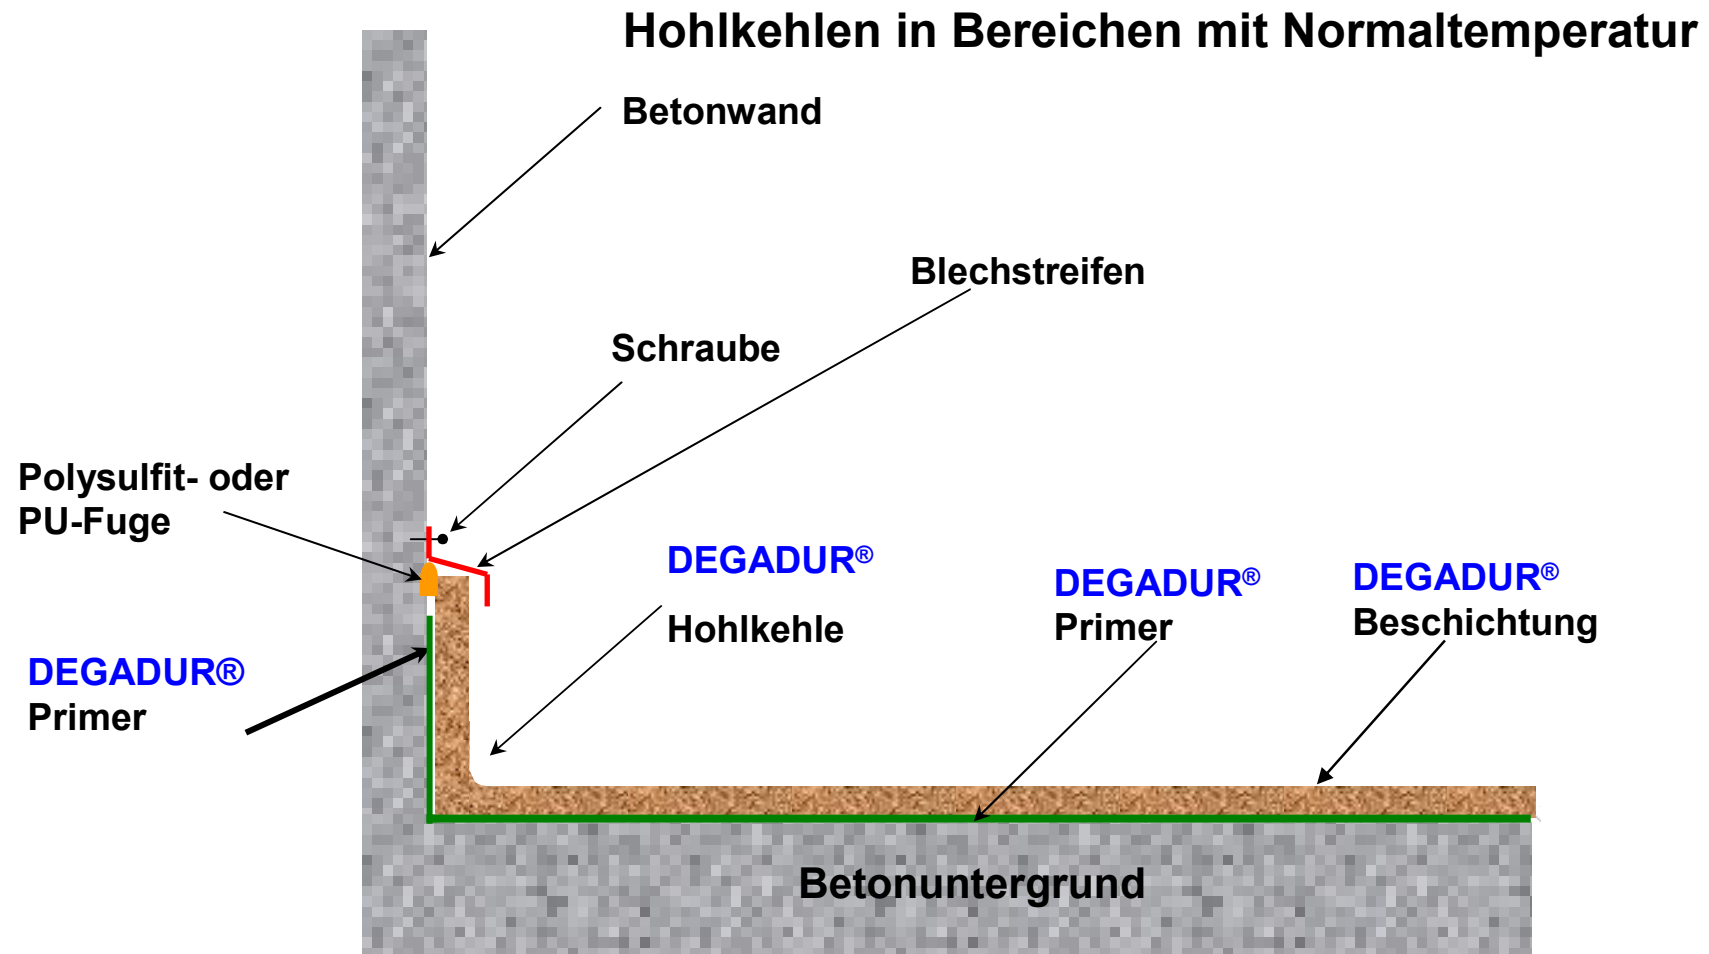 Hohlkehlen in Bereichen mit Normaltemperatur
Betonwand
Blechstreifen
Schraube
Polysulfit- oder
PU-Fuge
DEGADUR®
Hohlkehle
DEGADUR®
Primer
DEGADUR®
Beschichtung
DEGADUR®
Primer
Betonuntergrund